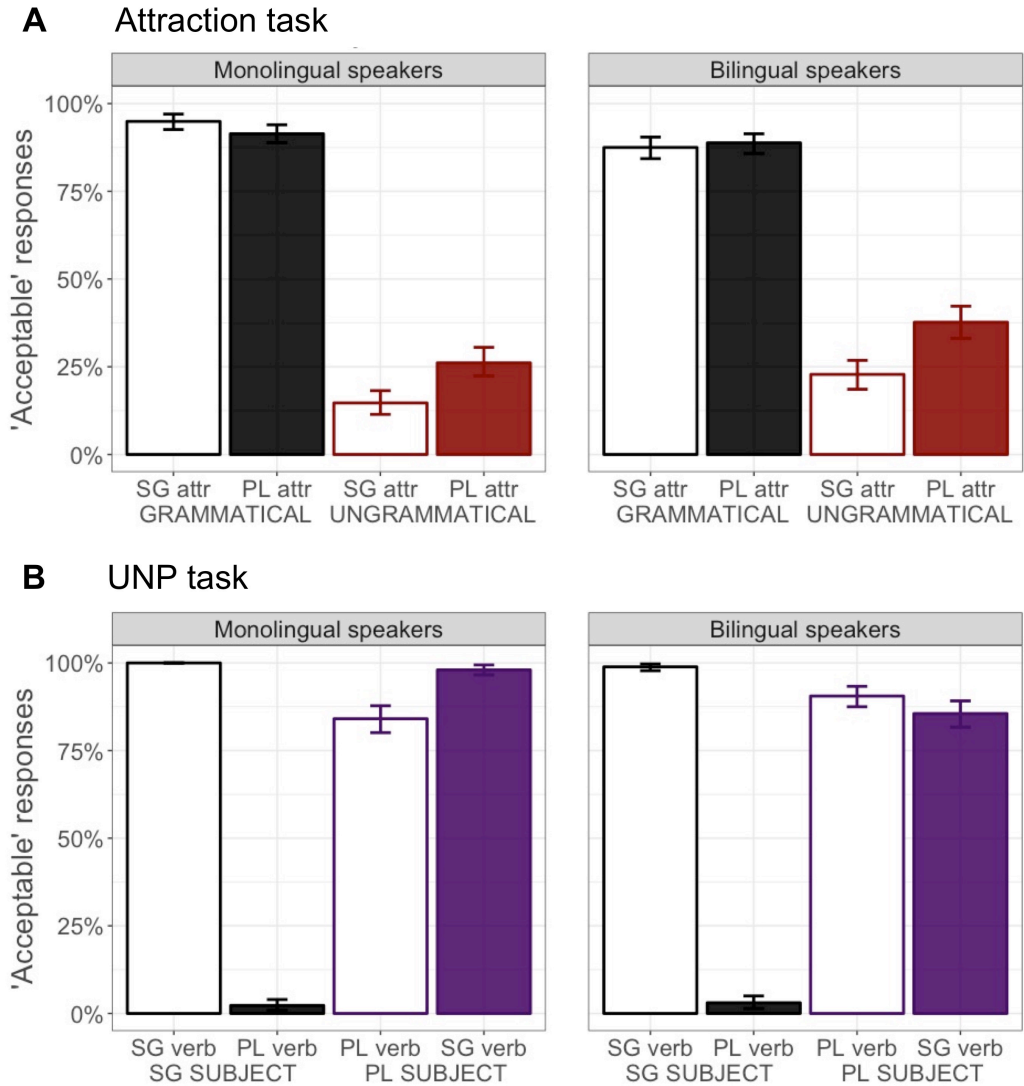 A Attraction task
Monolingual speakers Bilingual speakers
'Acceptable' responses
100%
75%
50%
25%
0%
SG attr PL attr SG attr PL attr SG attr PL attr SG attr PL attr
GRAMMATICAL UNGRAMMATICAL GRAMMATICAL UNGRAMMATICAL
B UNP task
Monolingual speakers Bilingual speakers
'Acceptable' responses
100%
75%
50%
25%
0%
SG verb PL verb PL verb SG verb SG verb PL verb PL verb SG verb
SG SUBJECT PL SUBJECT SG SUBJECT PL SUBJECT